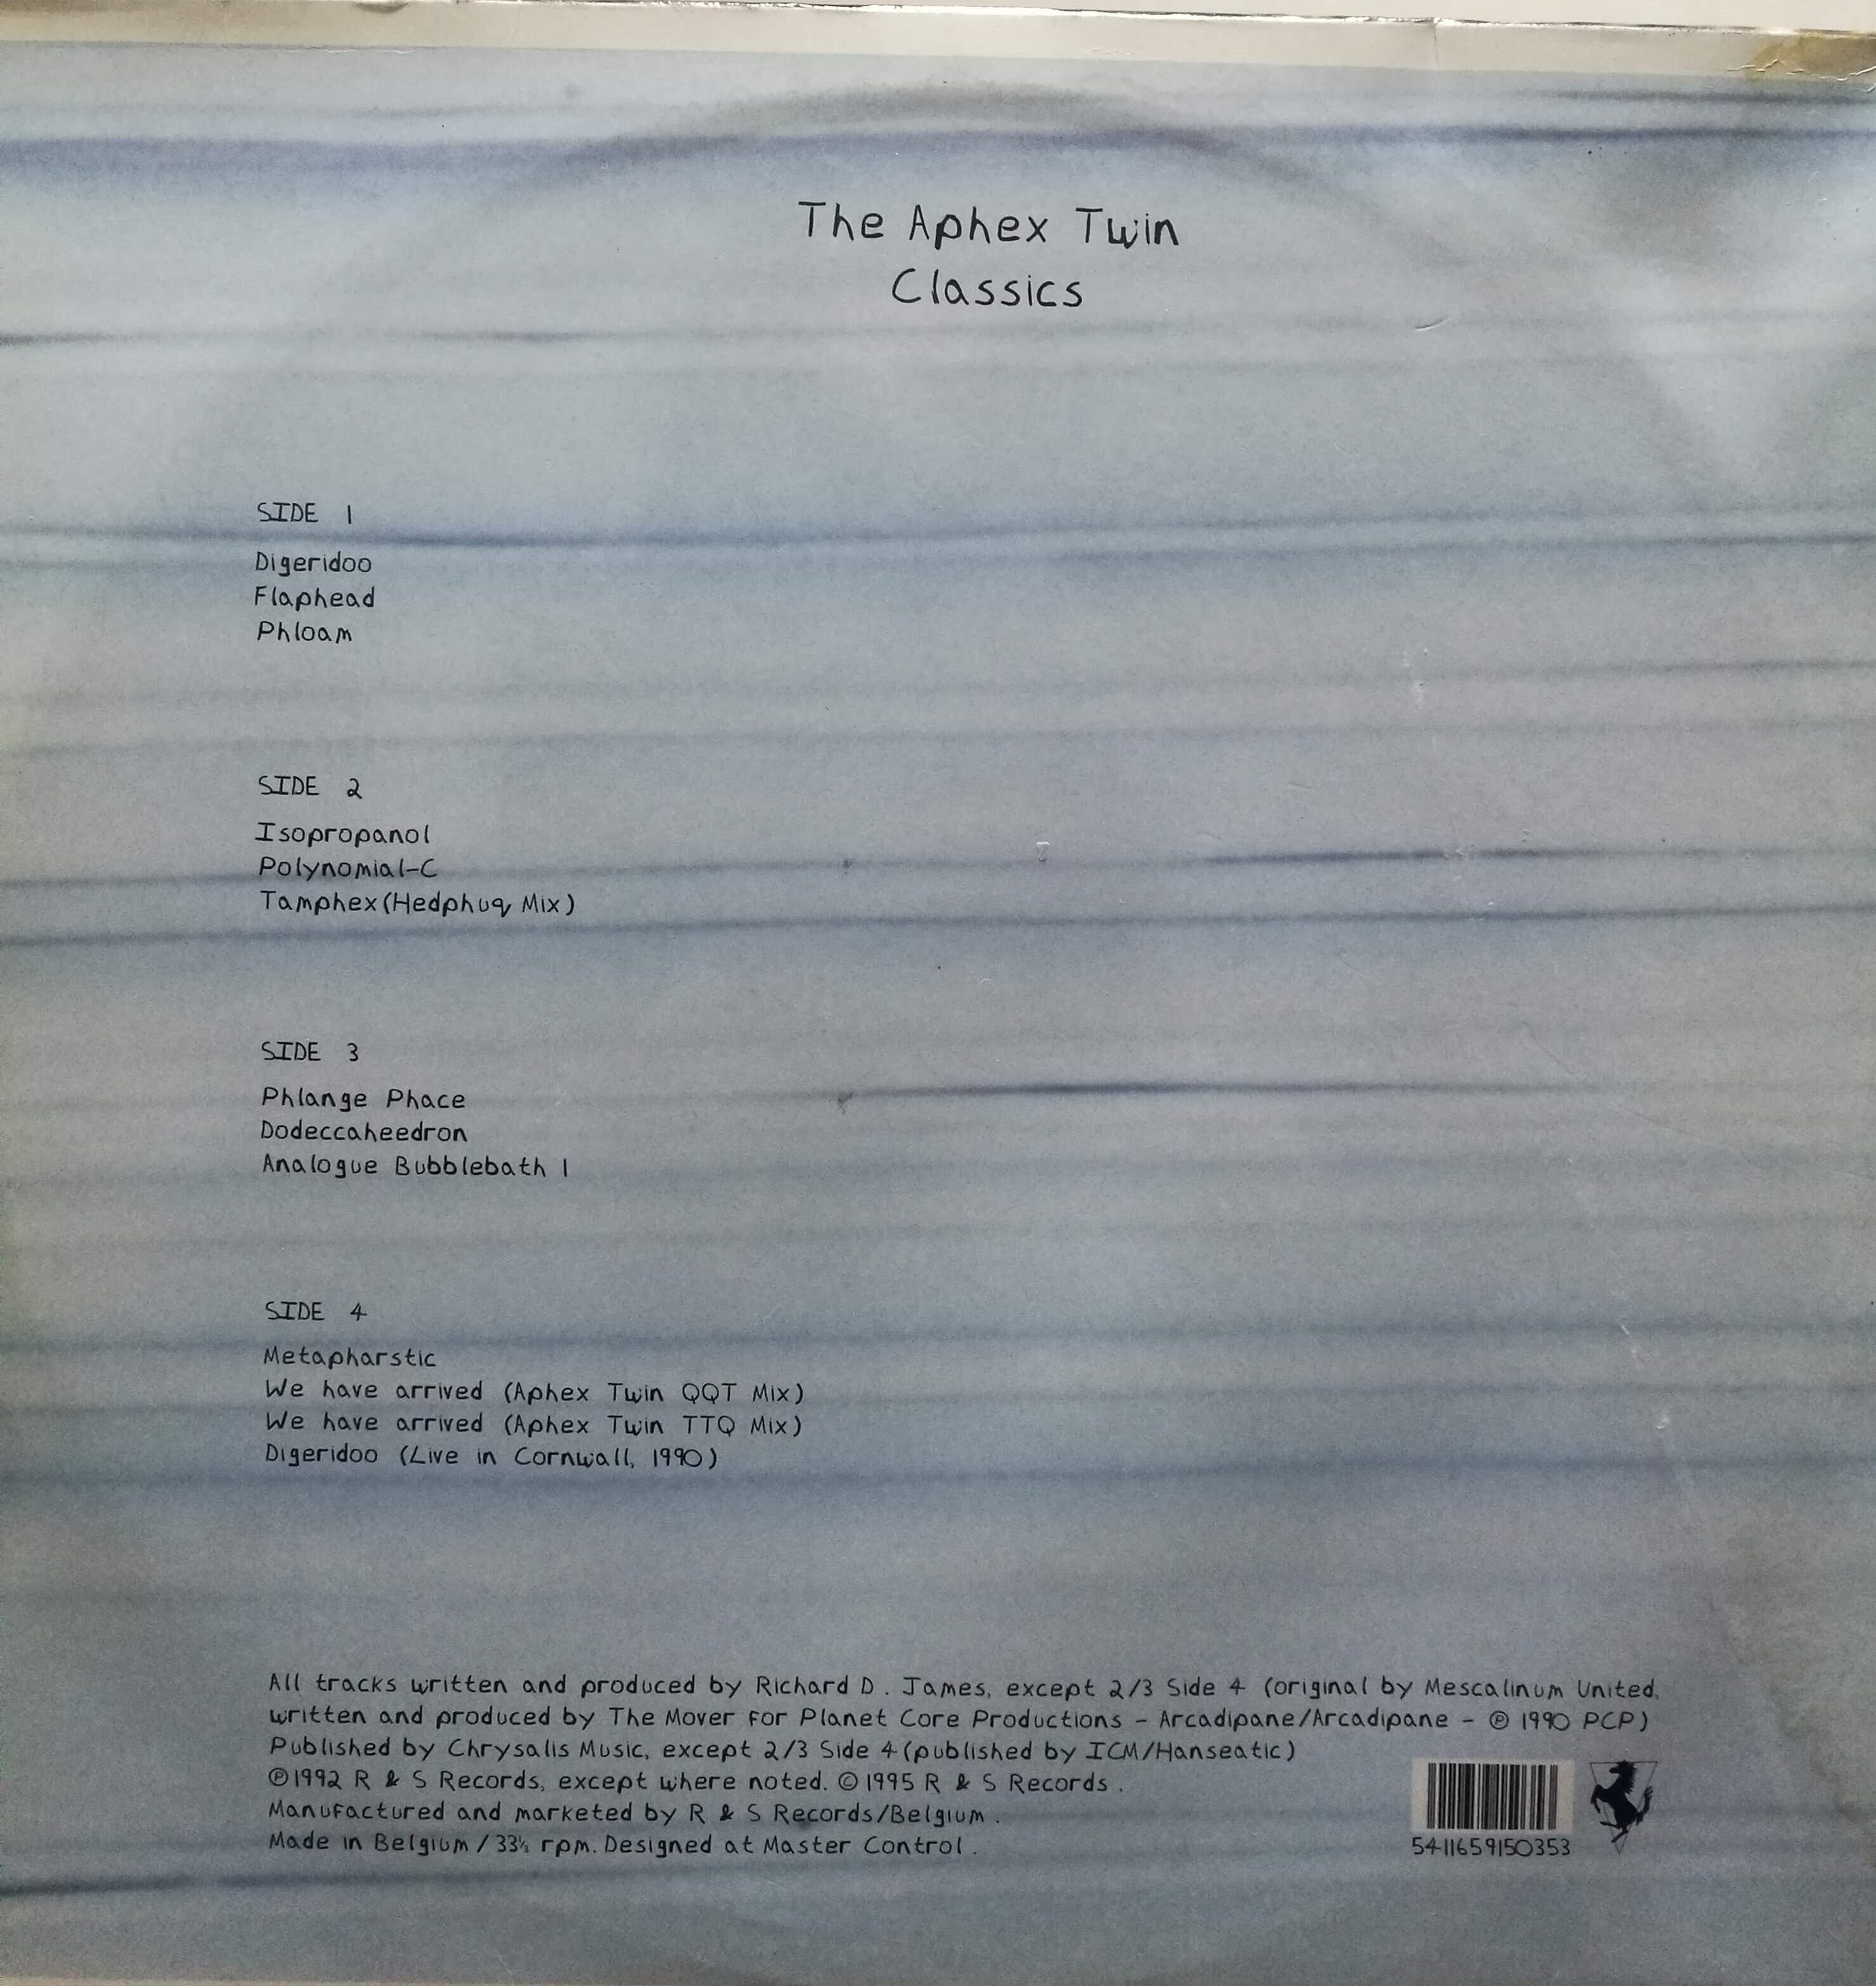 The Aphex Twin
Classics
SIDE 1
Digeridoo
Flaphead
Phloam
SIDE 2
Isopropanol
Polynomial-C
Tamphex(Hedphuq Mix)
SIDE 3
Phlange Phace
Dodeccaheedron
Analogue Bubblebath 1
SIDE 4
Metapharstic
We have arrived (Aphex Twin QQT Mix)
We have arrived (Aphex Twin TTQ Mix)
Digeridoo (Live in Cornwall, 1990)
All tracks written and produced by Richard D. James, except 2/3 Side 4 (original by Mescalinum United,
written and produced by The Mover for Planet Core Productions - Arcadipane/Arcadipane - ℗ 1990 PCP)
Published by Chrysalis Music, except 2/3 Side 4 (published by ICM/Hanseatic)
℗1992 R & S Records, except where noted. ©1995 R & S Records.
Manufactured and marketed by R & S Records/Belgium.
Made in Belgium / 33⅓ rpm. Designed at Master Control.
5411659150353